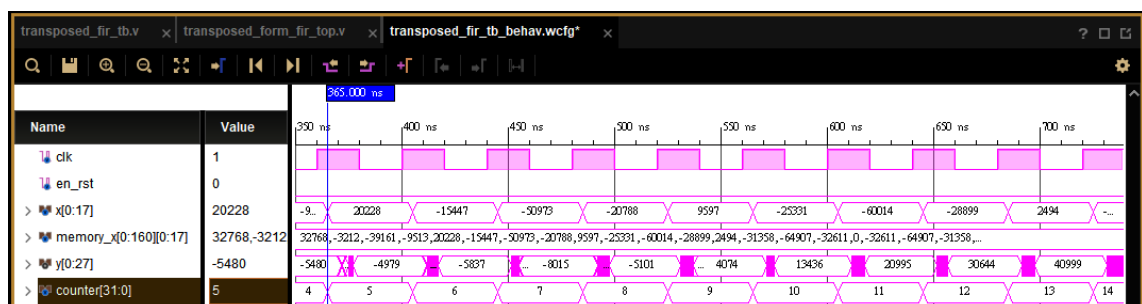 transposed_fir_tb.v x transposed_form_fir_top.v x transposed_fir_tb_behav.wcfg* x ?
365.000 ns
Name Value 350 ns 400 ns 450 ns 500 ns 550 ns 600 ns 650 ns 700 ns
clk 1
en_rst 0
x[0:17] 20228 -9... 20228 -15447 -50973 -20788 9597 -25331 -60014 -28899 2494 -...
memory_x[0:160][0:17] 32768,-3212 32768,-3212,-39161,-9513,20228,-15447,-50973,-20788,9597,-25331,-60014,-28899,2494,-31358,-64907,-32611,0,-32611,-64907,-31358,...
y[0:27] -5480 -5480 -4979 ... -5837 ... -8015 -5101 ... 4074 13436 20995 30644 40999
counter[31:0] 5 4 5 6 7 8 9 10 11 12 13 14